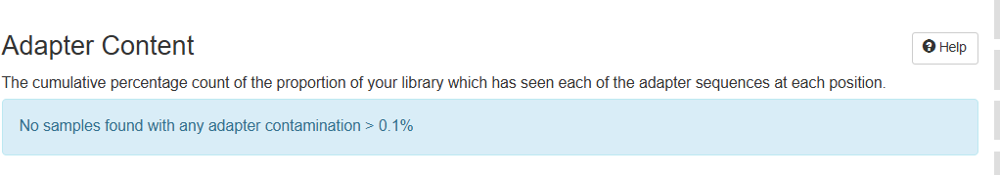 Adapter Content
Help
The cumulative percentage count of the proportion of your library which has seen each of the adapter sequences at each position.
No samples found with any adapter contamination > 0.1%